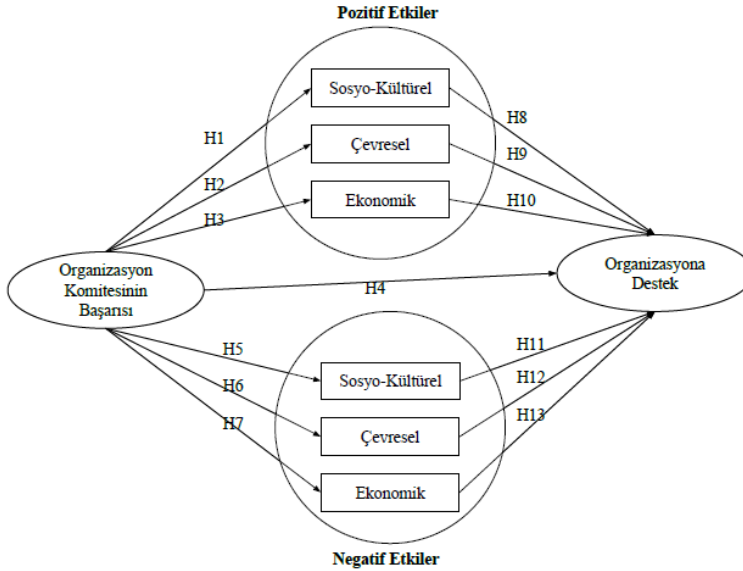 Pozitif Etkiler
Sosyo-Kültürel
H8
H1
Çevresel
H9
H2
Ekonomik
H10
H3
Organizasyon
Komitesinin
Başarısı
H4
Organizasyona
Destek
H5
Sosyo-Kültürel
H11
H6
H12
Çevresel
H7
H13
Ekonomik
Negatif Etkiler